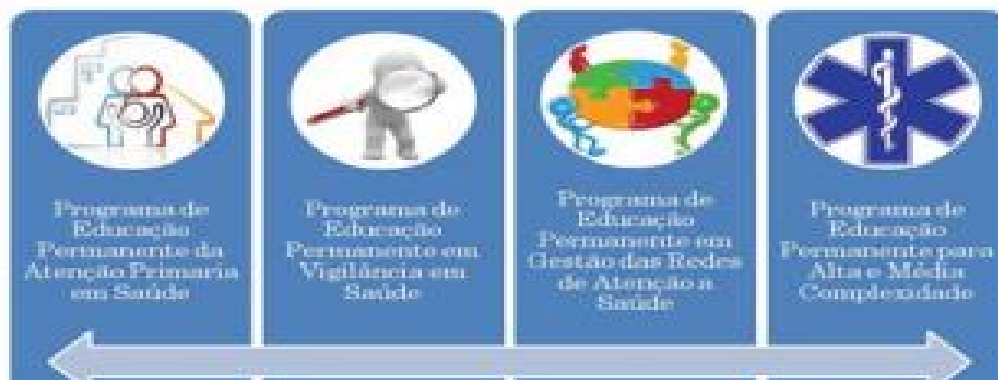 Programa de
Educação
Permanente da
Atenção Primaria
em Saúde
Programa de
Educação
Permanente em
Vigilância em
Saúde
Programa de
Educação
Permanente em
Gestão das Redes
de Atenção a
Saúde
Programa de
Educação
Permanente para
Alta e Média
Complexidade